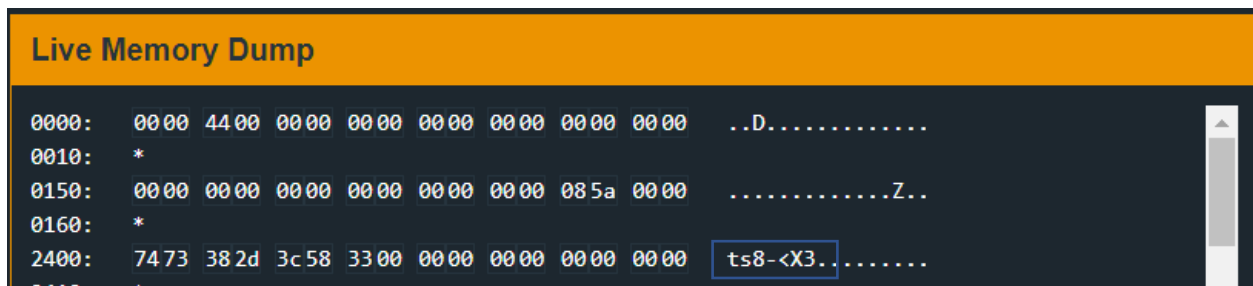 Live Memory Dump
0000: 0000 4400 0000 0000 0000 0000 0000 0000 ..D.............
0010: *
0150: 0000 0000 0000 0000 0000 0000 085a 0000 .............Z..
0160: *
2400: 7473 382d 3c58 3300 0000 0000 0000 0000 ts8-<X3.........